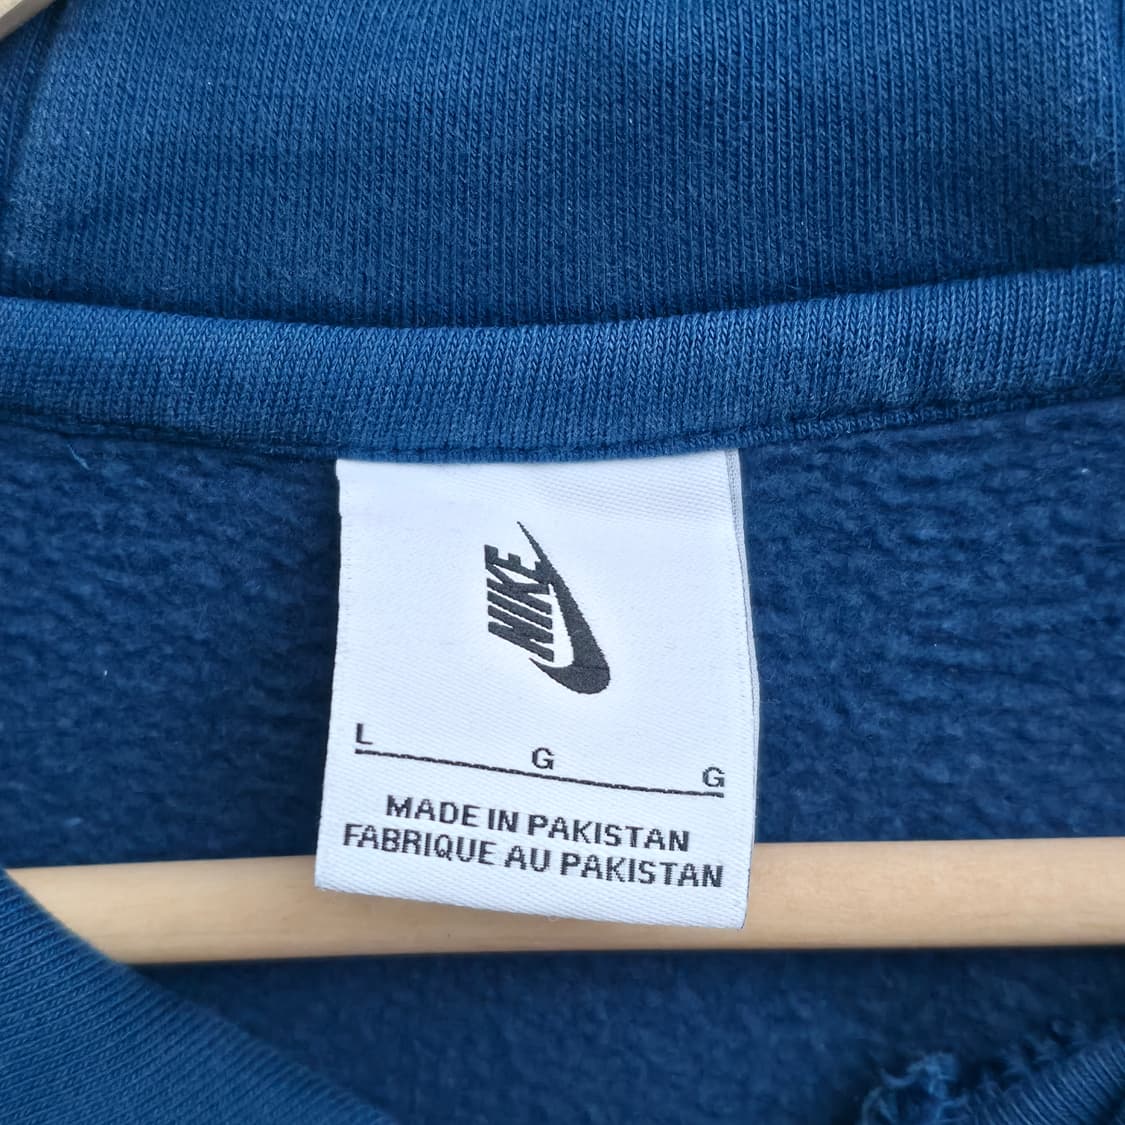 NIKE
L G G
MADE IN PAKISTAN
FABRIQUE AU PAKISTAN